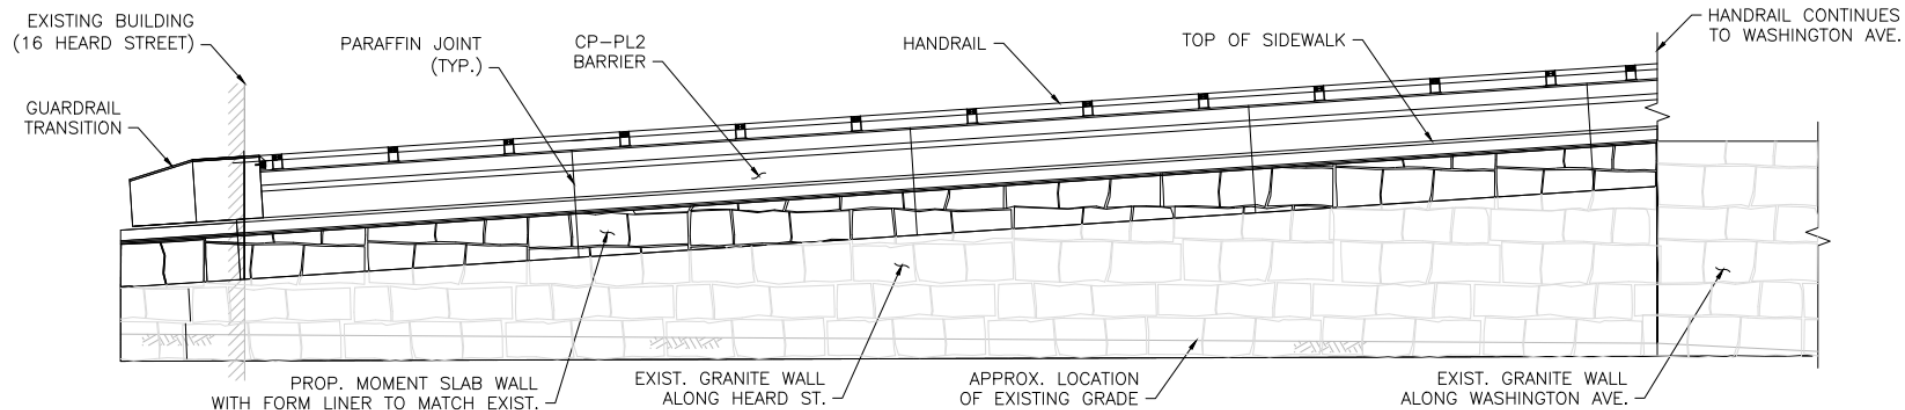 EXISTING BUILDING
(16 HEARD STREET)
PARAFFIN JOINT
(TYP.)
CP-PL2
BARRIER
HANDRAIL
TOP OF SIDEWALK
HANDRAIL CONTINUES
TO WASHINGTON AVE.
GUARDRAIL
TRANSITION
PROP. MOMENT SLAB WALL
WITH FORM LINER TO MATCH EXIST.
EXIST. GRANITE WALL
ALONG HEARD ST.
APPROX. LOCATION
OF EXISTING GRADE
EXIST. GRANITE WALL
ALONG WASHINGTON AVE.